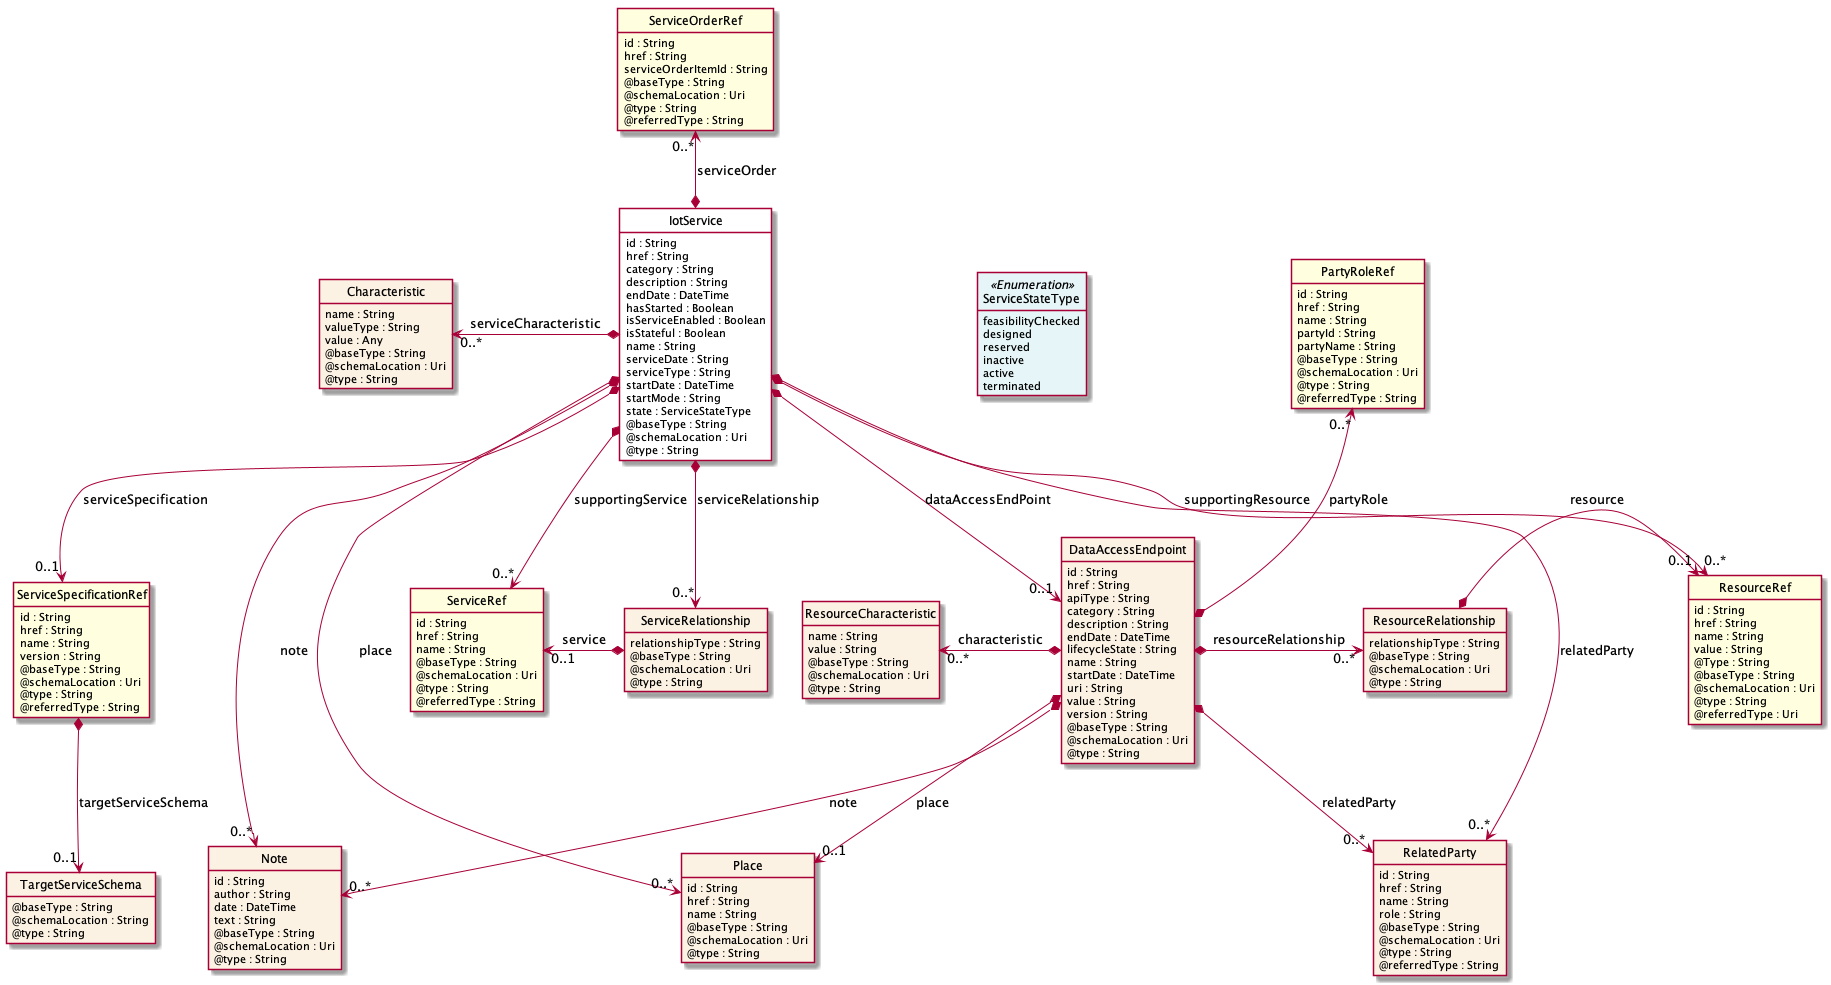 ServiceOrderRef
id : String
href : String
serviceOrderItemId : String
@baseType : String
@schemaLocation : Uri
@type : String
@referredType : String
0..*
serviceOrder
IotService
id : String
href : String
category : String
description : String
endDate : DateTime
hasStarted : Boolean
isServiceEnabled : Boolean
isStateful : Boolean
name : String
serviceDate : String
serviceType : String
startDate : DateTime
startMode : String
state : ServiceStateType
@baseType : String
@schemaLocation : Uri
@type : String
Characteristic
name : String
valueType : String
value : Any
@baseType : String
@schemaLocation : Uri
@type : String
serviceCharacteristic
0..*
«Enumeration»
ServiceStateType
feasibilityChecked
designed
reserved
inactive
active
terminated
PartyRoleRef
id : String
href : String
name : String
partyId : String
partyName : String
@baseType : String
@schemaLocation : Uri
@type : String
@referredType : String
0..*
serviceSpecification
supportingService
serviceRelationship
dataAccessEndPoint
supportingResource
partyRole
resource
0..1
0..*
0..*
0..1
0..1
0..*
ServiceSpecificationRef
id : String
href : String
name : String
version : String
@baseType : String
@schemaLocation : Uri
@type : String
@referredType : String
note
place
ServiceRef
id : String
href : String
name : String
@baseType : String
@schemaLocation : Uri
@type : String
@referredType : String
service
0..1
ServiceRelationship
relationshipType : String
@baseType : String
@schemaLocation : Uri
@type : String
ResourceCharacteristic
name : String
value : String
@baseType : String
@schemaLocation : Uri
@type : String
characteristic
0..*
DataAccessEndpoint
id : String
href : String
apiType : String
category : String
description : String
endDate : DateTime
lifecycleState : String
name : String
startDate : DateTime
uri : String
value : String
version : String
@baseType : String
@schemaLocation : Uri
@type : String
resourceRelationship
0..*
ResourceRelationship
relationshipType : String
@baseType : String
@schemaLocation : Uri
@type : String
relatedParty
ResourceRef
id : String
href : String
name : String
value : String
@Type : String
@baseType : String
@schemaLocation : Uri
@type : String
@referredType : Uri
targetServiceSchema
note
place
relatedParty
0..1
0..*
0..*
0..*
0..1
0..*
0..*
TargetServiceSchema
@baseType : String
@schemaLocation : String
@type : String
Note
id : String
author : String
date : DateTime
text : String
@baseType : String
@schemaLocation : Uri
@type : String
Place
id : String
href : String
name : String
@baseType : String
@schemaLocation : Uri
@type : String
RelatedParty
id : String
href : String
name : String
role : String
@baseType : String
@schemaLocation : Uri
@type : String
@referredType : String